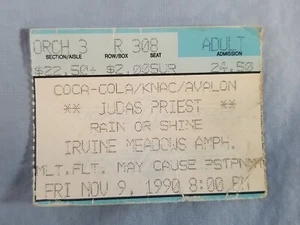 ORCH 3 R 308 ADULT
SECTION/AISLE ROW/BOX SEAT ADMISSION
$22.50+ $2.00SUR 24.50
COCA-COLA/KNAC/AVALON
** JUDAS PRIEST **
RAIN OR SHINE
IRVINE MEADOWS AMPH.
MLT.FLT. MAY CAUSE PSTPNMN
FRI NOV 9, 1990 8:00 PM